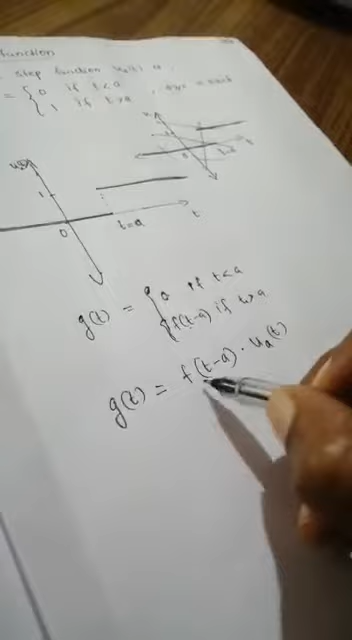 function
step function
= { 0 if t<a
1 if t>a
1
0
t=a
t
g(t) = { 0 if t<a
f(t-a) if t>a
g(t) = f(t-a) · uₐ(t)